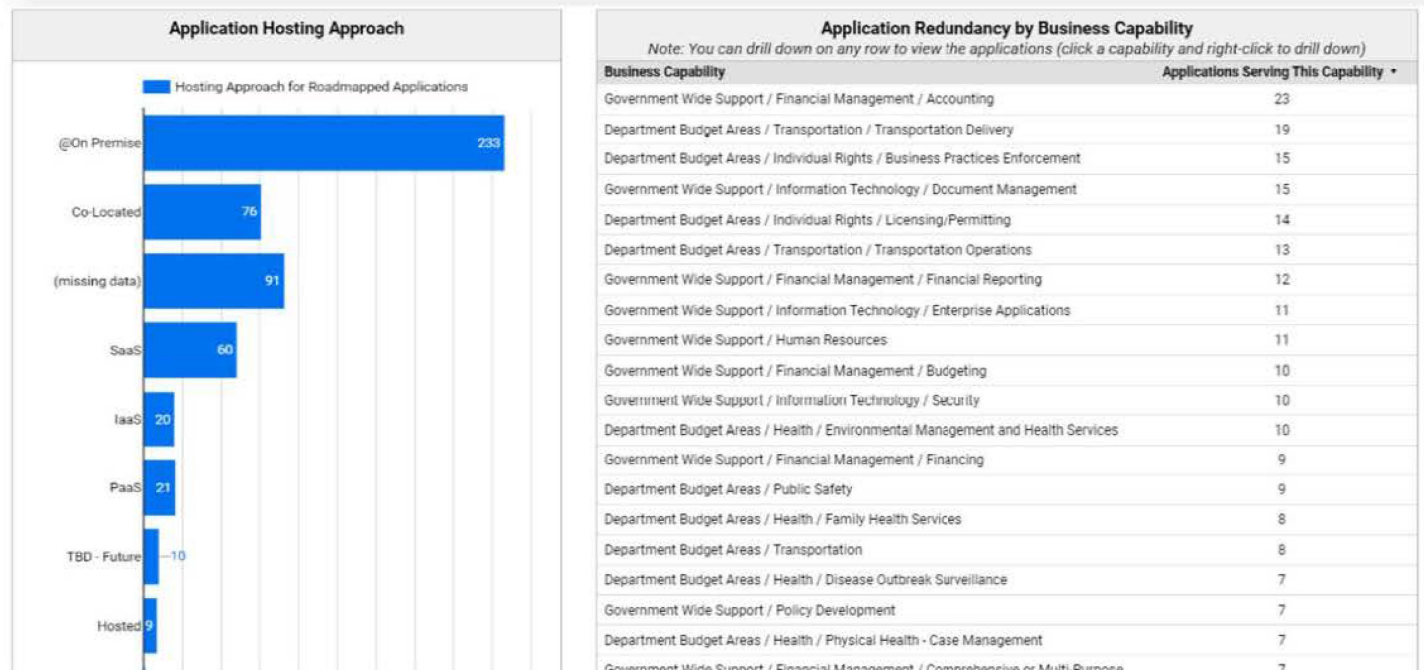 Application Hosting Approach
Hosting Approach for Roadmapped Applications
@On Premise 233
Co-Located 76
(missing data) 91
SaaS 60
IaaS 20
PaaS 21
TBD - Future 10
Hosted 9
Application Redundancy by Business Capability
Note: You can drill down on any row to view the applications (click a capability and right-click to drill down)
Business Capability Applications Serving This Capability
Government Wide Support / Financial Management / Accounting 23
Department Budget Areas / Transportation / Transportation Delivery 19
Department Budget Areas / Individual Rights / Business Practices Enforcement 15
Government Wide Support / Information Technology / Document Management 15
Department Budget Areas / Individual Rights / Licensing/Permitting 14
Department Budget Areas / Transportation / Transportation Operations 13
Government Wide Support / Financial Management / Financial Reporting 12
Government Wide Support / Information Technology / Enterprise Applications 11
Government Wide Support / Human Resources 11
Government Wide Support / Financial Management / Budgeting 10
Government Wide Support / Information Technology / Security 10
Department Budget Areas / Health / Environmental Management and Health Services 10
Government Wide Support / Financial Management / Financing 9
Department Budget Areas / Public Safety 9
Department Budget Areas / Health / Family Health Services 8
Department Budget Areas / Transportation 8
Department Budget Areas / Health / Disease Outbreak Surveillance 7
Government Wide Support / Policy Development 7
Department Budget Areas / Health / Physical Health - Case Management 7
Government Wide Support / Financial Management / Comprehensive or Multi-Purpose 7